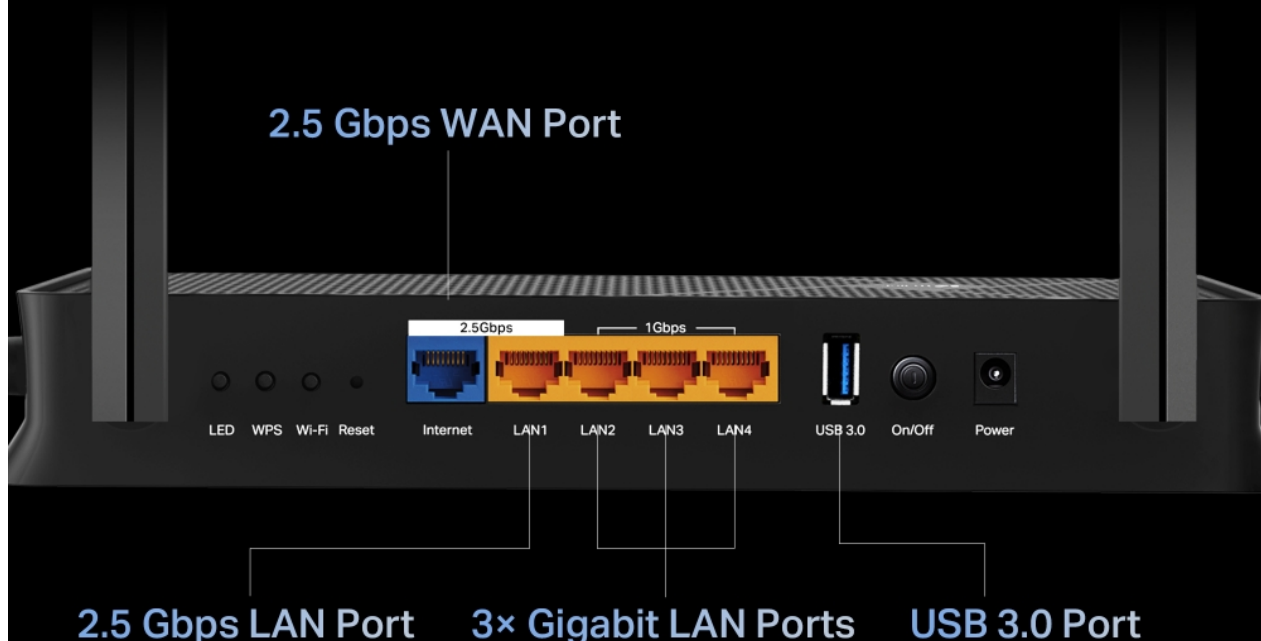 2.5 Gbps WAN Port
2.5Gbps
1Gbps
LED WPS Wi-Fi Reset Internet LAN1 LAN2 LAN3 LAN4 USB 3.0 On/Off Power
2.5 Gbps LAN Port 3× Gigabit LAN Ports USB 3.0 Port